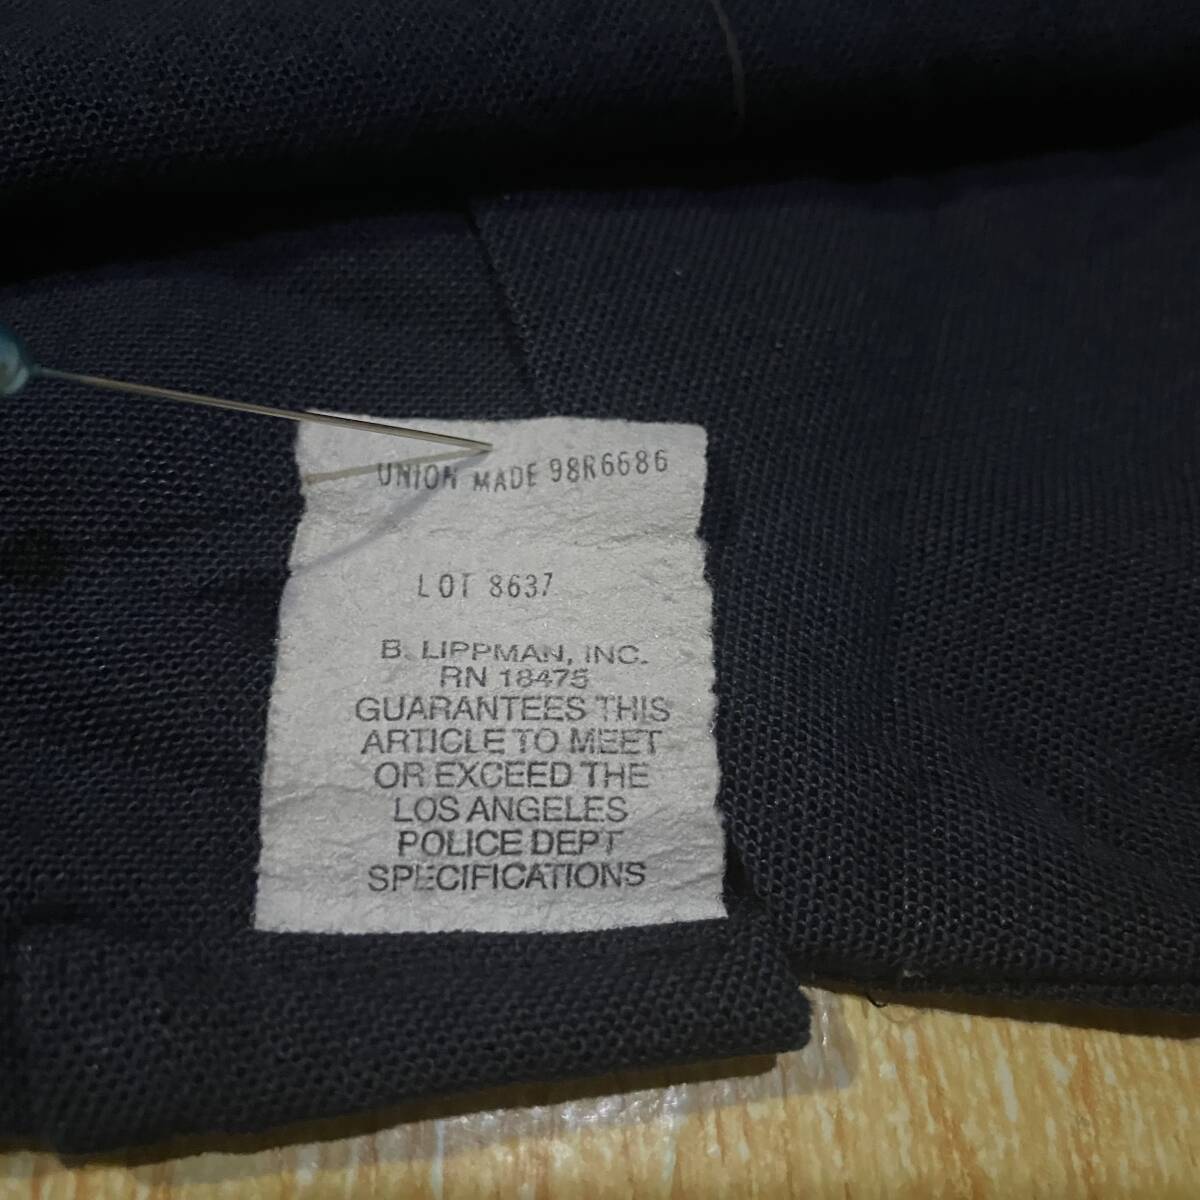 UNION MADE 98R6686
LOT 8637
B. LIPPMAN, INC.
RN 18475
GUARANTEES THIS
ARTICLE TO MEET
OR EXCEED THE
LOS ANGELES
POLICE DEPT
SPECIFICATIONS